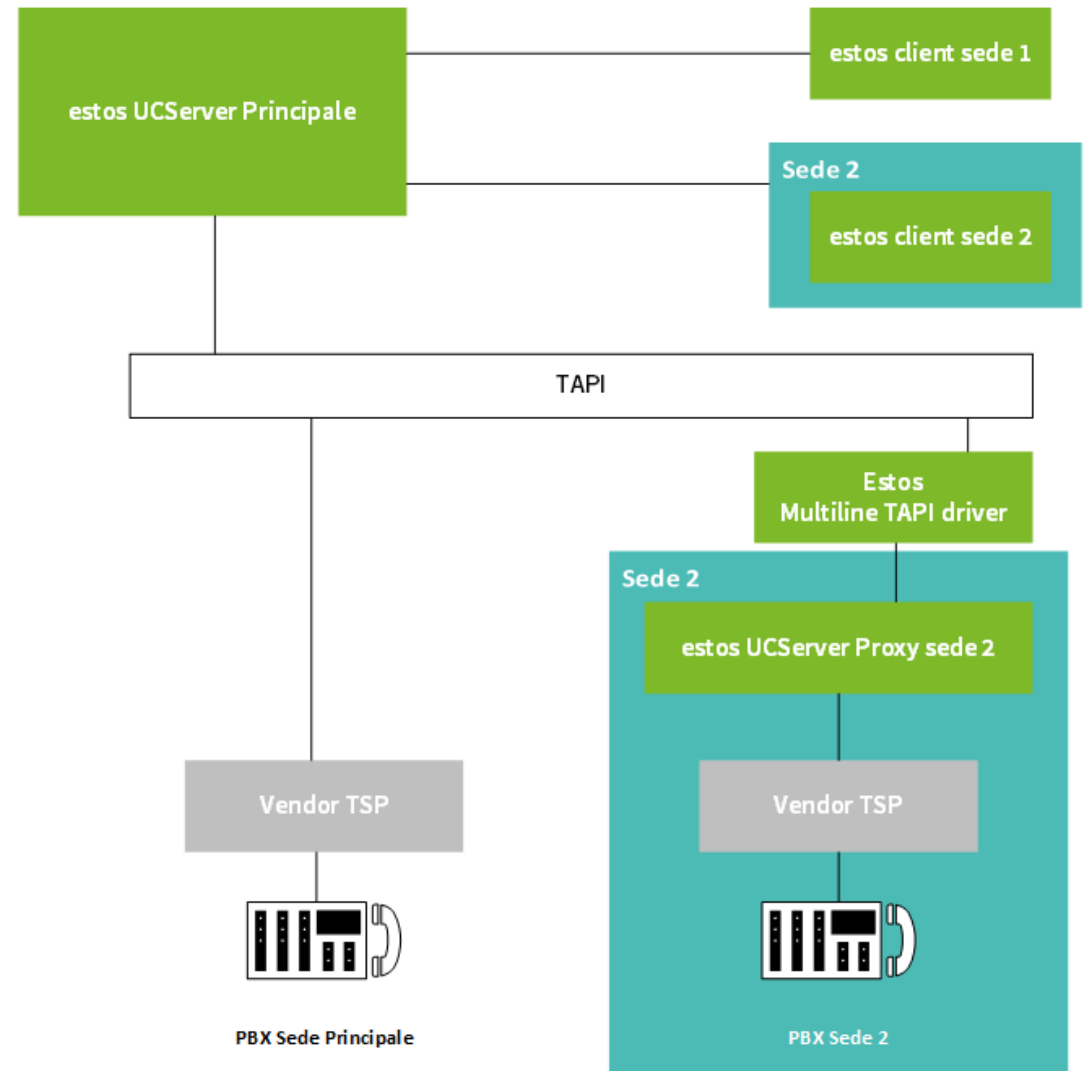 estos UCServer Principale
estos client sede 1
Sede 2
estos client sede 2
TAPI
Estos
Multiline TAPI driver
Sede 2
estos UCServer Proxy sede 2
Vendor TSP
Vendor TSP
PBX Sede Principale
PBX Sede 2